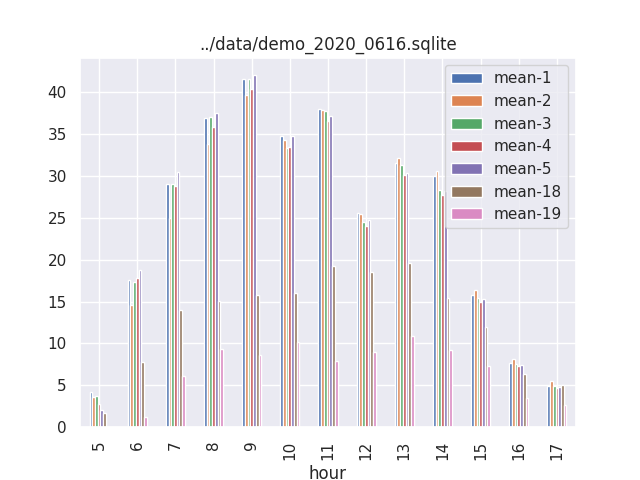 ../data/demo_2020_0616.sqlite
mean-1
mean-2
mean-3
mean-4
mean-5
mean-18
mean-19
40
35
30
25
20
15
10
5
0
5 6 7 8 9 10 11 12 13 14 15 16 17
hour